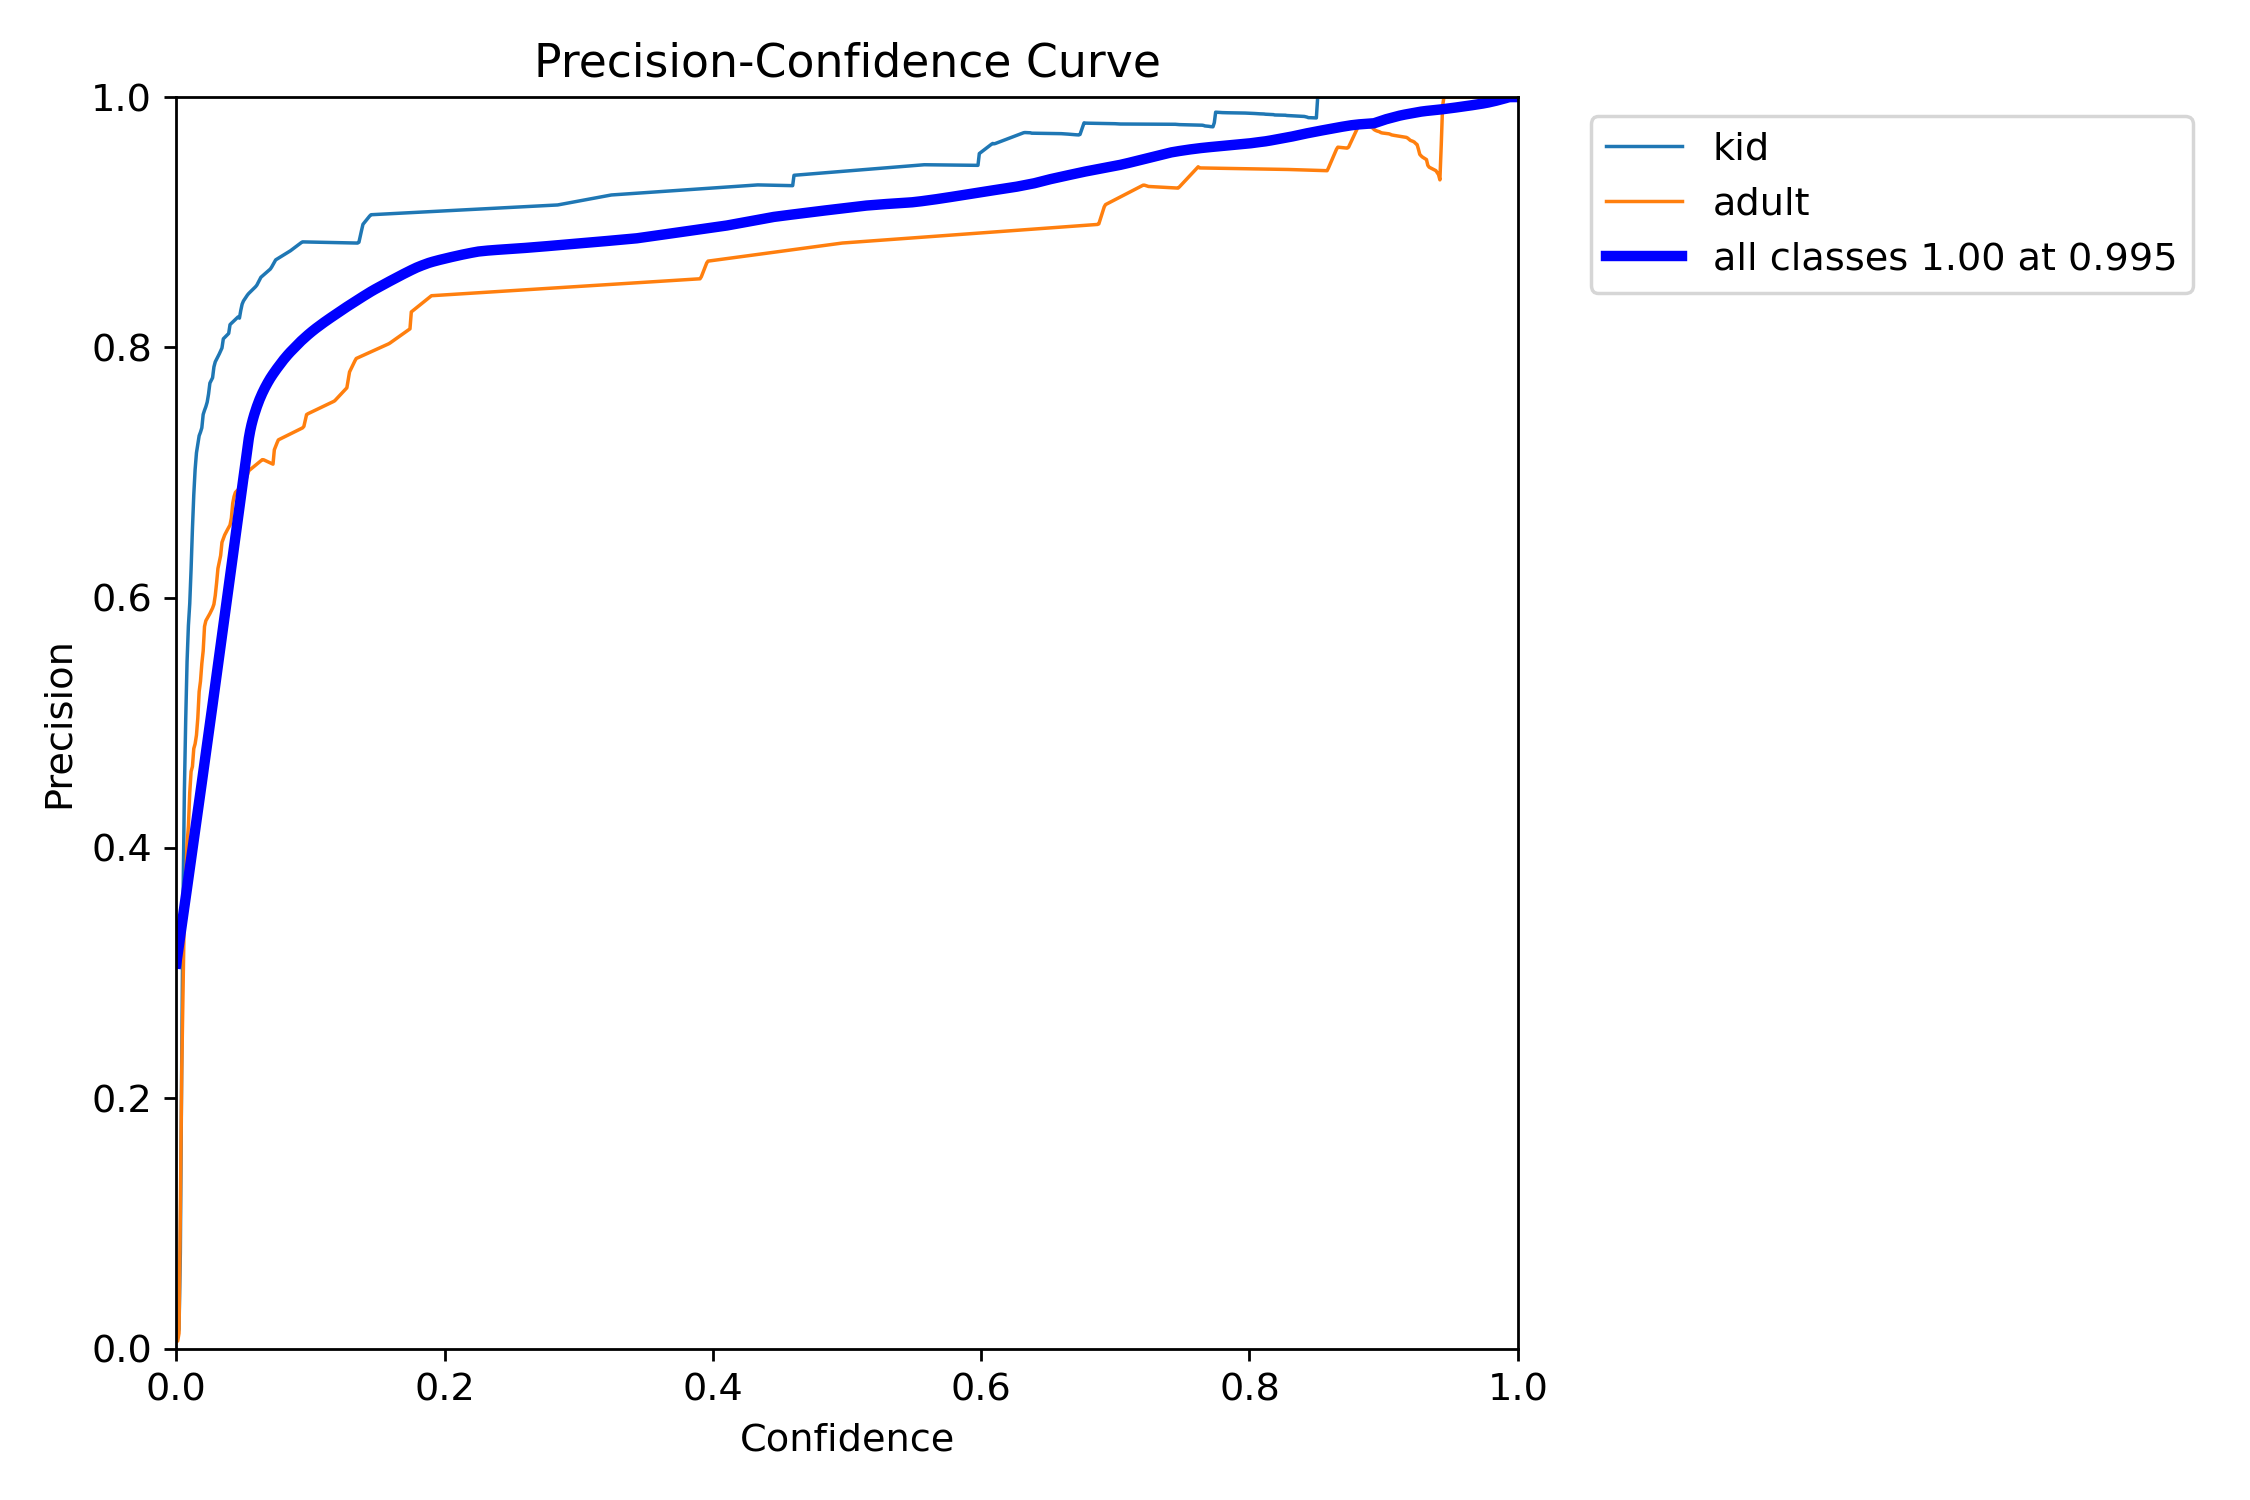 Precision-Confidence Curve
1.0
0.8
0.6
0.4
0.2
0.0
Precision
0.0 0.2 0.4 0.6 0.8 1.0
Confidence
kid
adult
all classes 1.00 at 0.995